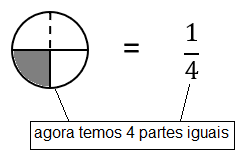 = 1/4
agora temos 4 partes iguais